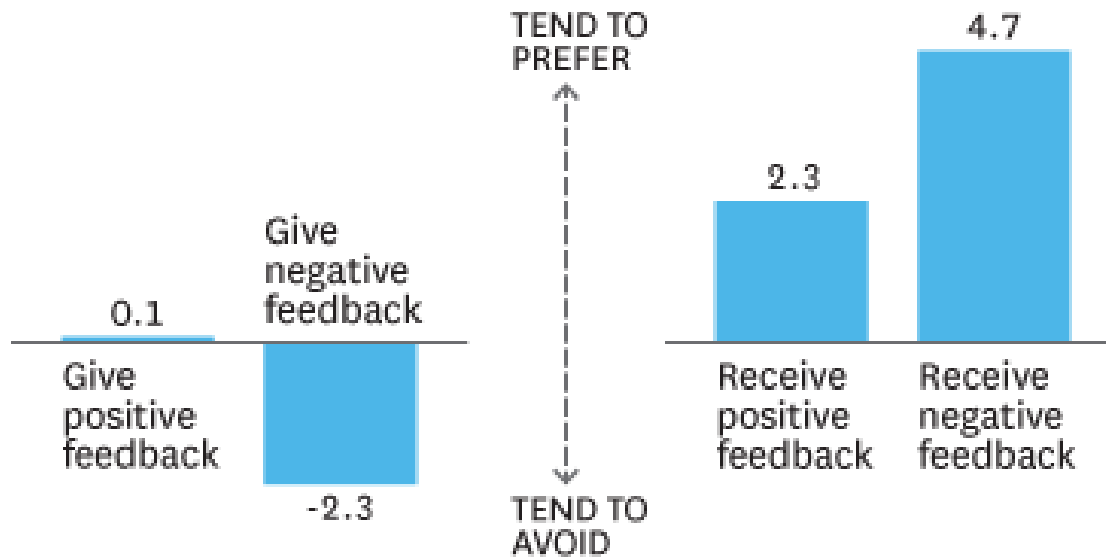 TEND TO
PREFER
4.7
2.3
Give
negative
feedback
0.1
Give
positive
feedback
Receive
positive
feedback
Receive
negative
feedback
-2.3
TEND TO
AVOID